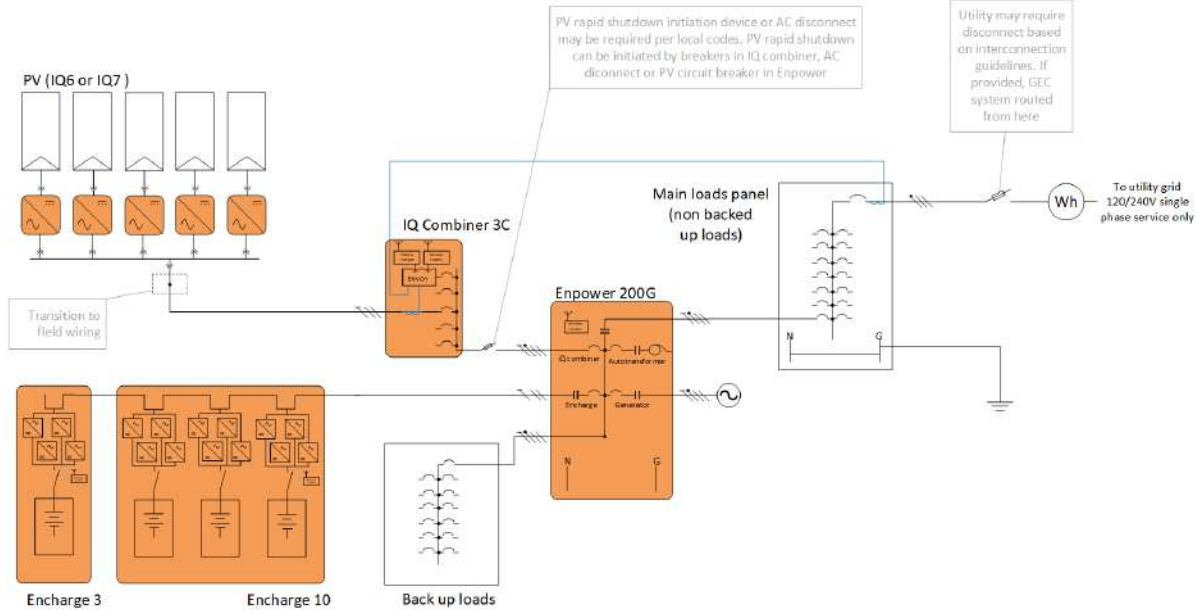 PV rapid shutdown initiation device or AC disconnect
may be required per local codes. PV rapid shutdown
can be initiated by breakers in IQ combiner, AC
diconnect or PV circuit breaker in Enpower
Utility may require
disconnect based
on interconnection
guidelines. If
provided, GEC
system routed
from here
PV (IQ6 or IQ7 )
Main loads panel
(non backed
up loads)
Wh
To utility grid
120/240V single
phase service only
IQ Combiner 3C
Transition to
field wiring
Enpower 200G
IQ combiner
Autotransformer
Encharge
Generator
N
G
N
G
Encharge 3
Encharge 10
Back up loads